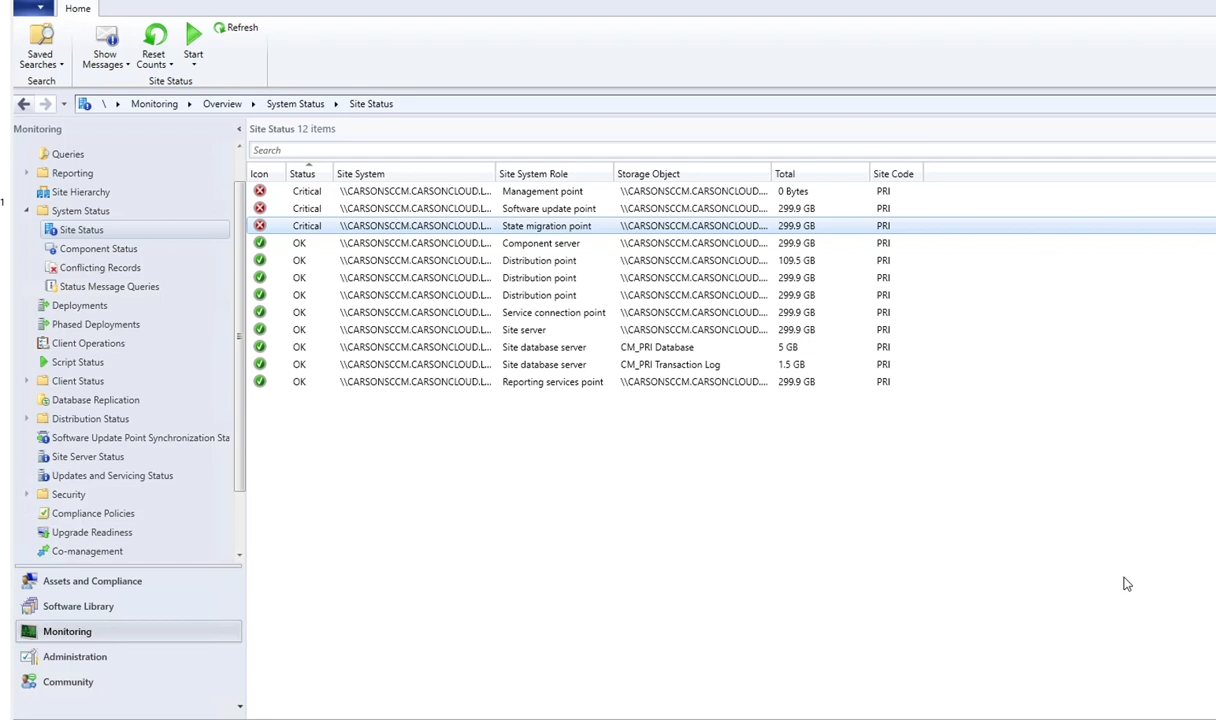 Home
Saved Searches
Show Messages
Reset Counts
Start
Refresh
Search
Site Status
\ Monitoring Overview System Status Site Status
Monitoring
Queries
Reporting
Site Hierarchy
System Status
Site Status
Component Status
Conflicting Records
Status Message Queries
Deployments
Phased Deployments
Client Operations
Script Status
Client Status
Database Replication
Distribution Status
Software Update Point Synchronization Sta
Site Server Status
Updates and Servicing Status
Security
Compliance Policies
Upgrade Readiness
Co-management
Assets and Compliance
Software Library
Monitoring
Administration
Community
1
Site Status 12 items
Search
Icon Status Site System Site System Role Storage Object Total Site Code
Critical \\CARSONSCCM.CARSONCLOUD.L... Management point \\CARSONSCCM.CARSONCLOUD.... 0 Bytes PRI
Critical \\CARSONSCCM.CARSONCLOUD.L... Software update point \\CARSONSCCM.CARSONCLOUD.... 299.9 GB PRI
Critical \\CARSONSCCM.CARSONCLOUD.L... State migration point \\CARSONSCCM.CARSONCLOUD.... 299.9 GB PRI
OK \\CARSONSCCM.CARSONCLOUD.L... Component server \\CARSONSCCM.CARSONCLOUD.... 299.9 GB PRI
OK \\CARSONSCCM.CARSONCLOUD.L... Distribution point \\CARSONSCCM.CARSONCLOUD.... 109.5 GB PRI
OK \\CARSONSCCM.CARSONCLOUD.L... Distribution point \\CARSONSCCM.CARSONCLOUD.... 299.9 GB PRI
OK \\CARSONSCCM.CARSONCLOUD.L... Distribution point \\CARSONSCCM.CARSONCLOUD.... 299.9 GB PRI
OK \\CARSONSCCM.CARSONCLOUD.L... Service connection point \\CARSONSCCM.CARSONCLOUD.... 299.9 GB PRI
OK \\CARSONSCCM.CARSONCLOUD.L... Site server \\CARSONSCCM.CARSONCLOUD.... 299.9 GB PRI
OK \\CARSONSCCM.CARSONCLOUD.L... Site database server CM_PRI Database 5 GB PRI
OK \\CARSONSCCM.CARSONCLOUD.L... Site database server CM_PRI Transaction Log 1.5 GB PRI
OK \\CARSONSCCM.CARSONCLOUD.L... Reporting services point \\CARSONSCCM.CARSONCLOUD.... 299.9 GB PRI